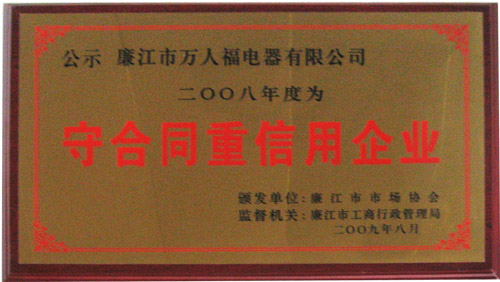 公示 廉江市万人福电器有限公司
二〇〇八年度为
守合同重信用企业
颁发单位:廉江市市场协会
监督机关:廉江市工商行政管理局
二〇〇九年八月